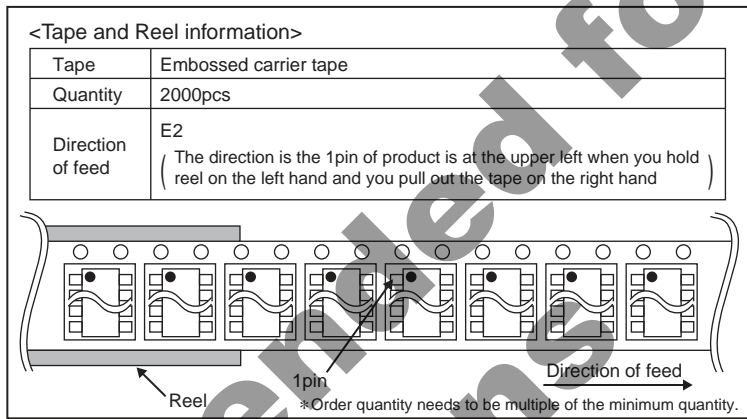 <Tape and Reel information>
Tape Embossed carrier tape
Quantity 2000pcs
Direction of feed E2
( The direction is the 1pin of product is at the upper left when you hold
reel on the left hand and you pull out the tape on the right hand )
Reel
1pin
Direction of feed
*Order quantity needs to be multiple of the minimum quantity.